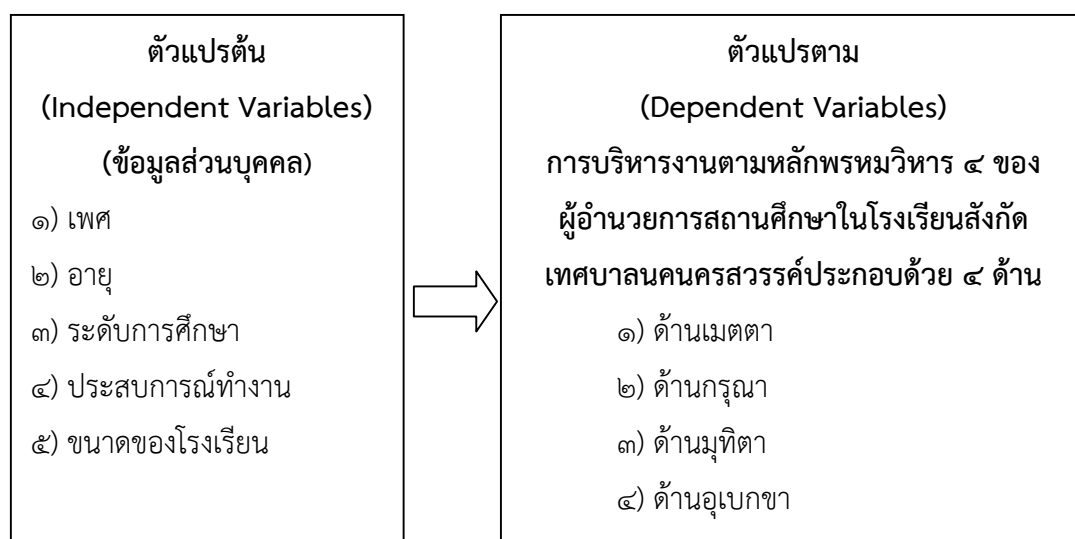 ตัวแปรต้น
(Independent Variables)
(ข้อมูลส่วนบุคคล)
๑) เพศ
๒) อายุ
๓) ระดับการศึกษา
๔) ประสบการณ์ทำงาน
๕) ขนาดของโรงเรียน
ตัวแปรตาม
(Dependent Variables)
การบริหารงานตามหลักพรหมวิหาร ๔ ของ
ผู้อำนวยการสถานศึกษาในโรงเรียนสังกัด
เทศบาลนคนครสวรรค์ประกอบด้วย ๔ ด้าน
๑) ด้านเมตตา
๒) ด้านกรุณา
๓) ด้านมุทิตา
๔) ด้านอุเบกขา